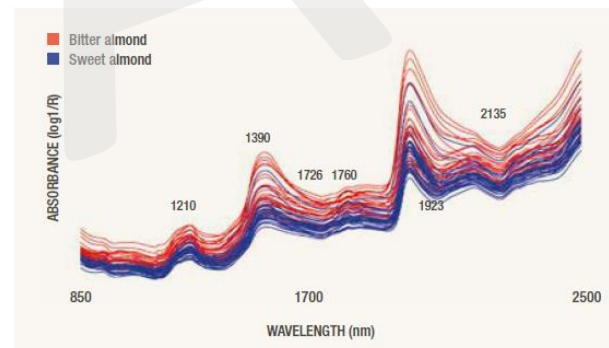 Bitter almond
Sweet almond
ABSORBANCE (log1/R)
1390
2135
1726 1760
1210
1923
850 1700 2500
WAVELENGTH (nm)